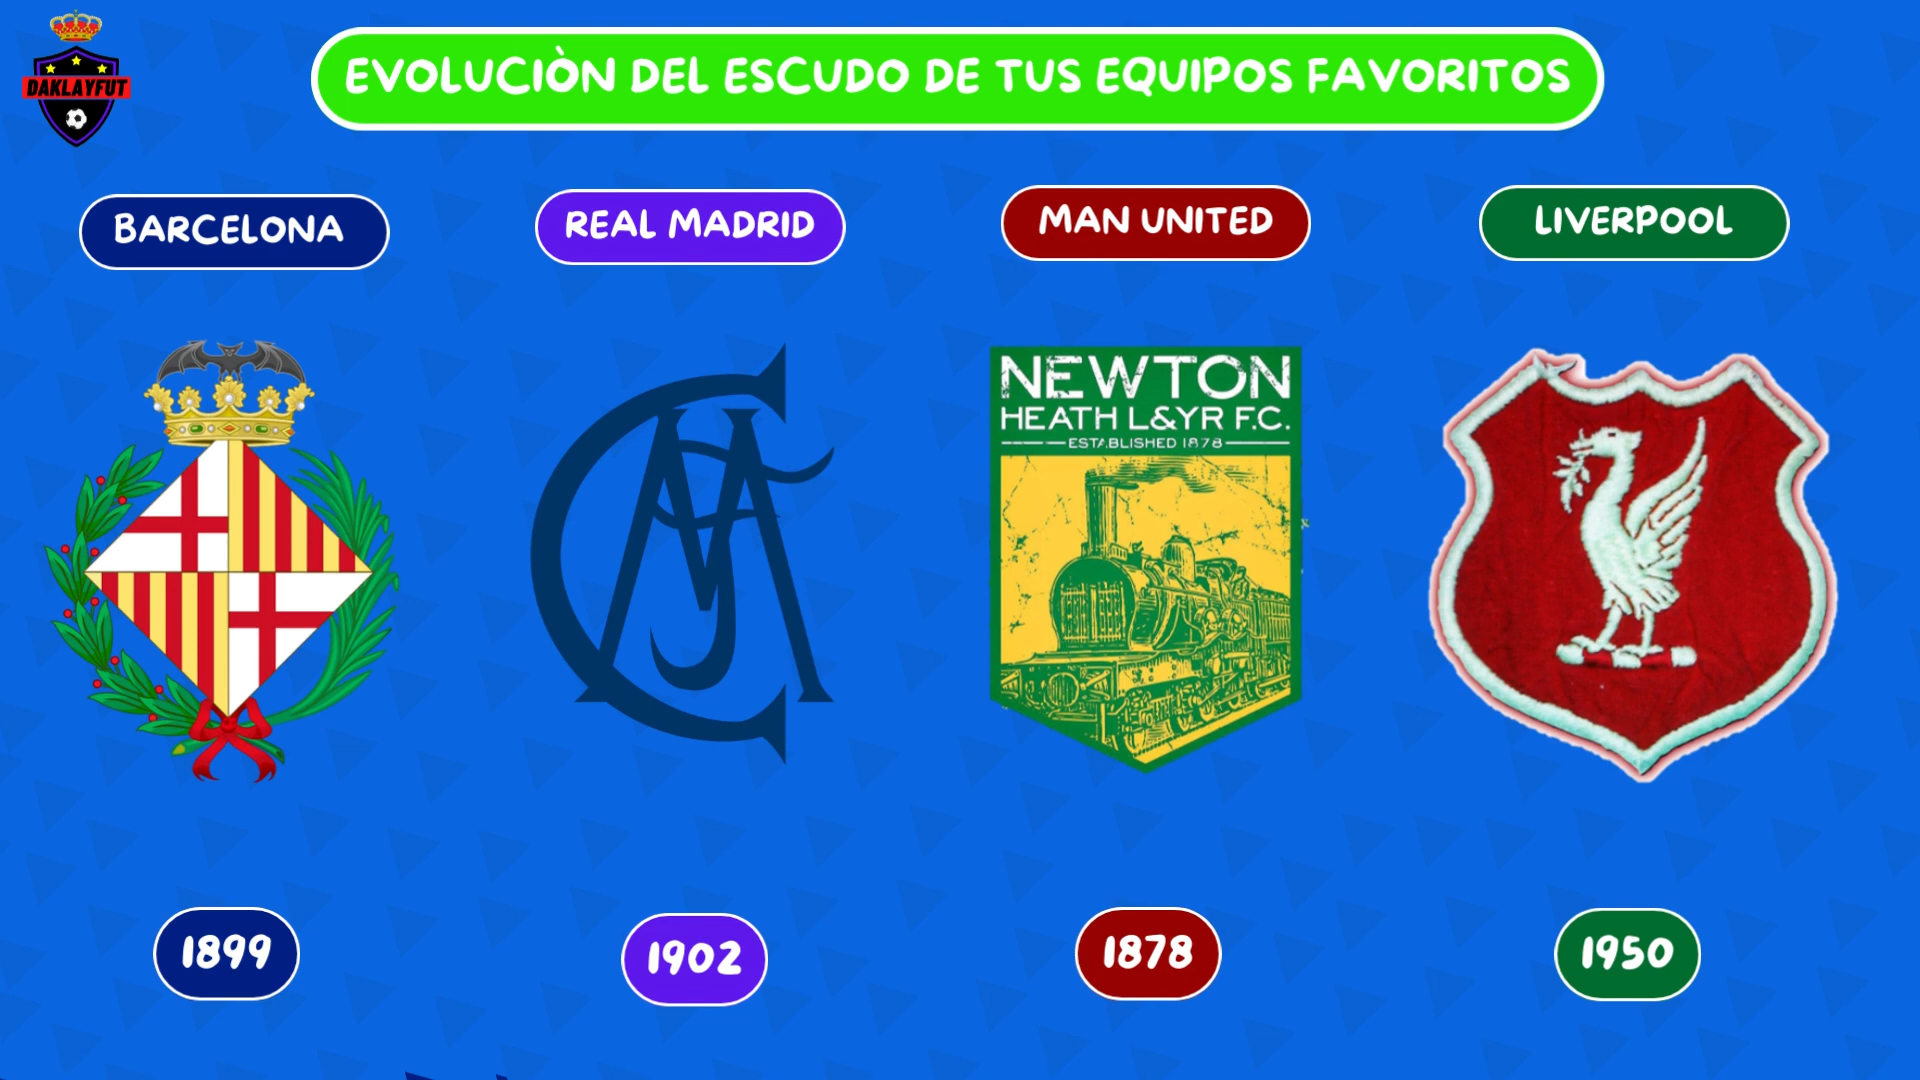 DAKLAYFUT
EVOLUCIÒN DEL ESCUDO DE TUS EQUIPOS FAVORITOS
BARCELONA
REAL MADRID
MAN UNITED
LIVERPOOL
NEWTON
HEATH L&YR F.C.
ESTABLISHED 1878
1899
1902
1878
1950